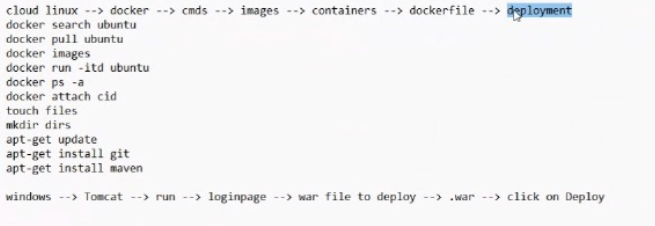 cloud linux --> docker --> cmds --> images --> containers --> dockerfile --> deployment
docker search ubuntu
docker pull ubuntu
docker images
docker run -itd ubuntu
docker ps -a
docker attach cid
touch files
mkdir dirs
apt-get update
apt-get install git
apt-get install maven
windows --> Tomcat --> run --> loginpage --> war file to deploy --> .war --> click on Deploy